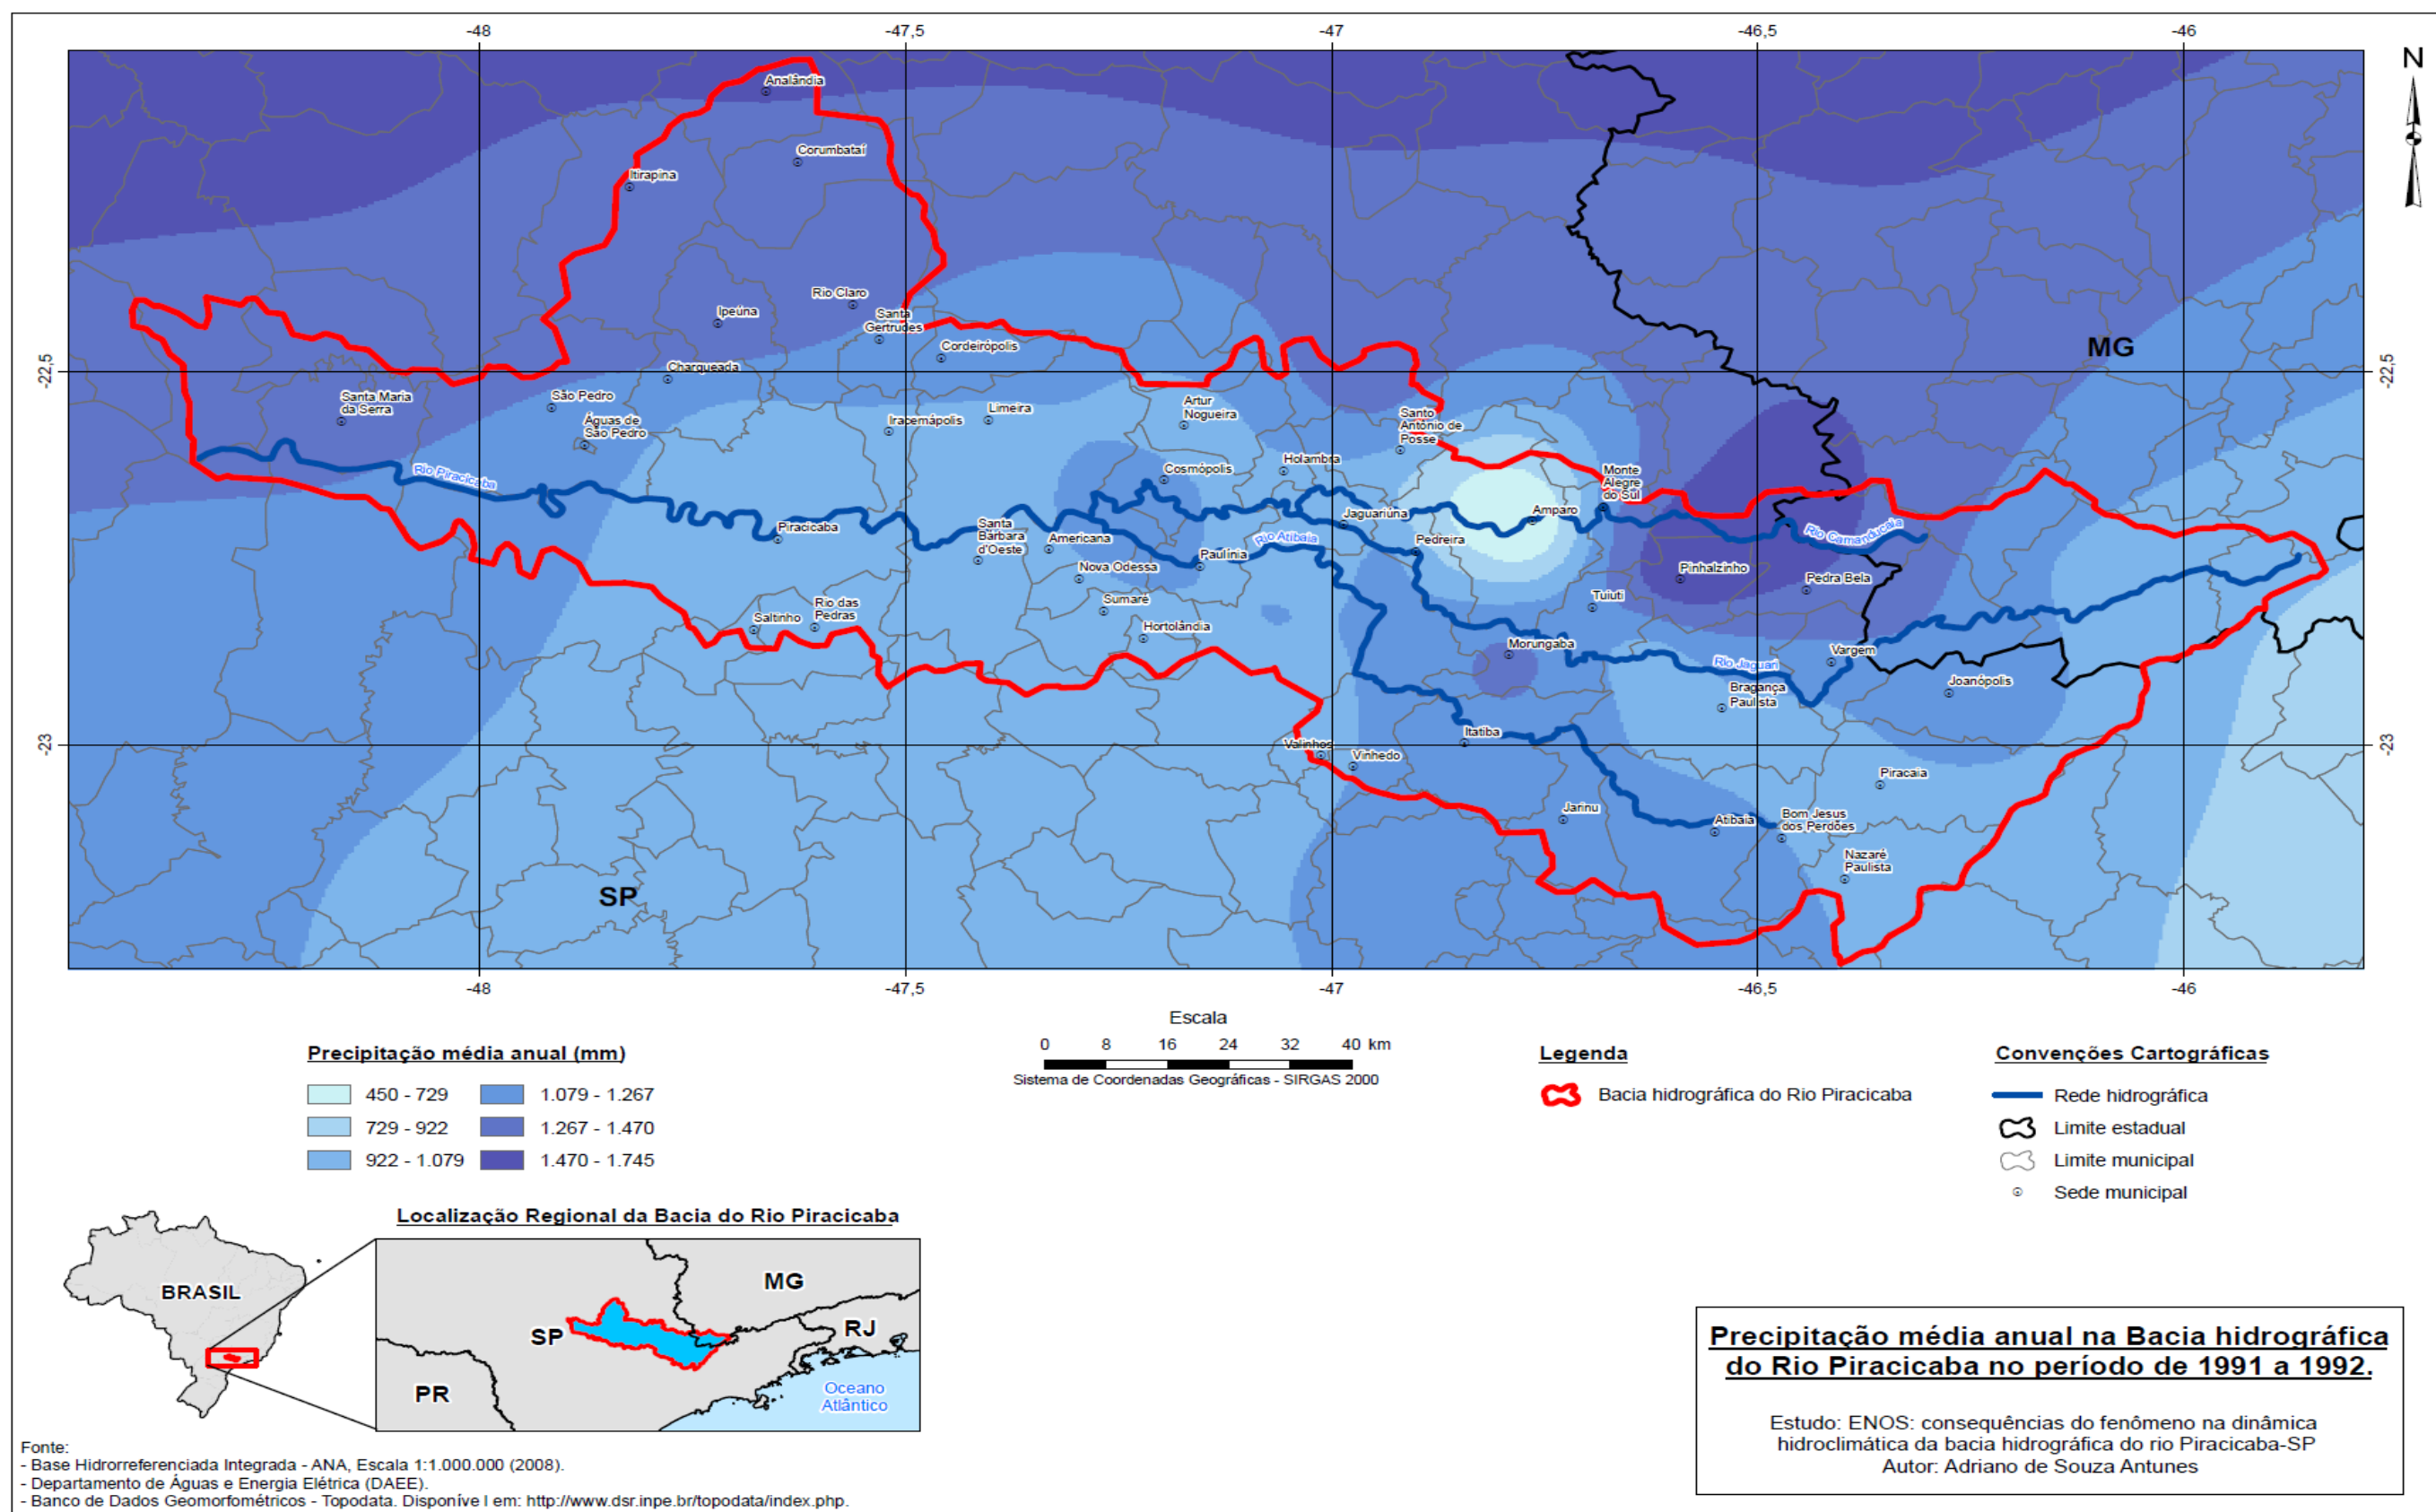 -48 -47,5 -47 -46,5 -46
N
Analândia
Corumbataí
Itirapina
Rio Claro
Ipeúna
Santa
Gertrudes
Cordeirópolis
MG
-22,5 -22,5
Charqueada
Santa Maria
da Serra
São Pedro
Águas de
São Pedro
Iracemápolis
Limeira
Artur
Nogueira
Santo
Antônio de
Posse
Holambra
Cosmópolis
Monte
Alegre
do Sul
Rio Piracicaba
Piracicaba
Santa
Bárbara
d'Oeste
Americana
Jaguariúna
Amparo
Rio Camanducaia
Rio Atibaia
Pedreira
Paulínia
Nova Odessa
Pinhalzinho
Pedra Bela
Sumaré
Tuiuti
Saltinho
Rio das
Pedras
Hortolândia
Morungaba
Rio Jaguari
Vargem
Bragança
Paulista
Joanópolis
-23 -23
Valinhos
Vinhedo
Itatiba
Piracaia
Jarinu
Atibaia
Bom Jesus
dos Perdões
Nazaré
Paulista
SP
-48 -47,5 -47 -46,5 -46
Precipitação média anual (mm)
450 - 729 1.079 - 1.267
729 - 922 1.267 - 1.470
922 - 1.079 1.470 - 1.745
Escala
0 8 16 24 32 40 km
Sistema de Coordenadas Geográficas - SIRGAS 2000
Legenda
Bacia hidrográfica do Rio Piracicaba
Convenções Cartográficas
Rede hidrográfica
Limite estadual
Limite municipal
Sede municipal
Localização Regional da Bacia do Rio Piracicaba
BRASIL
MG
SP
RJ
PR
Oceano
Atlântico
Precipitação média anual na Bacia hidrográfica
do Rio Piracicaba no período de 1991 a 1992.
Estudo: ENOS: consequências do fenômeno na dinâmica
hidroclimática da bacia hidrográfica do rio Piracicaba-SP
Autor: Adriano de Souza Antunes
Fonte:
- Base Hidrorreferenciada Integrada - ANA, Escala 1:1.000.000 (2008).
- Departamento de Águas e Energia Elétrica (DAEE).
- Banco de Dados Geomorfométricos - Topodata. Disponíve l em: http://www.dsr.inpe.br/topodata/index.php.